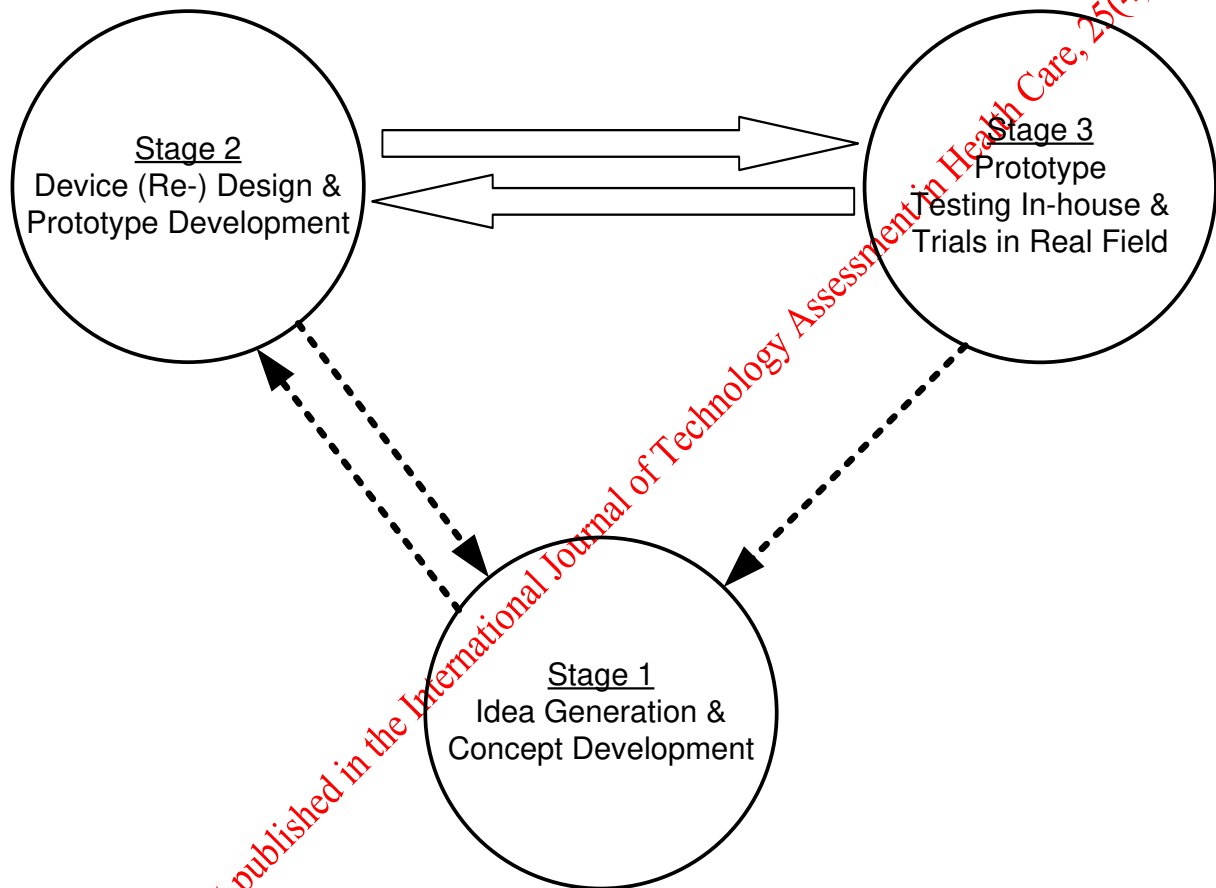 Stage 2
Device (Re-) Design &
Prototype Development
Stage 3
Prototype
Testing In-house &
Trials in Real Field
Stage 1
Idea Generation &
Concept Development
published in the International Journal of Technology Assessment in Health Care, 25(4